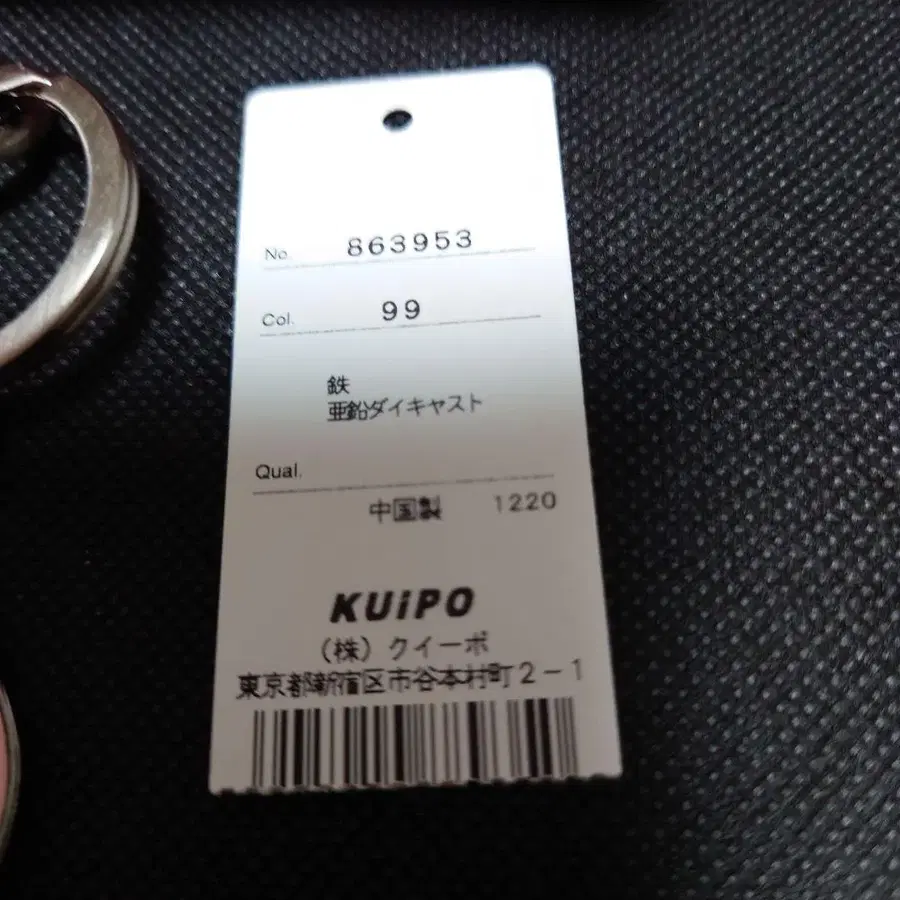 No. 863953
Col. 99
鉄
亜鉛ダイキャスト
Qual.
中国製 1220
KUiPO
(株)クイーポ
東京都新宿区市谷本村町2-1